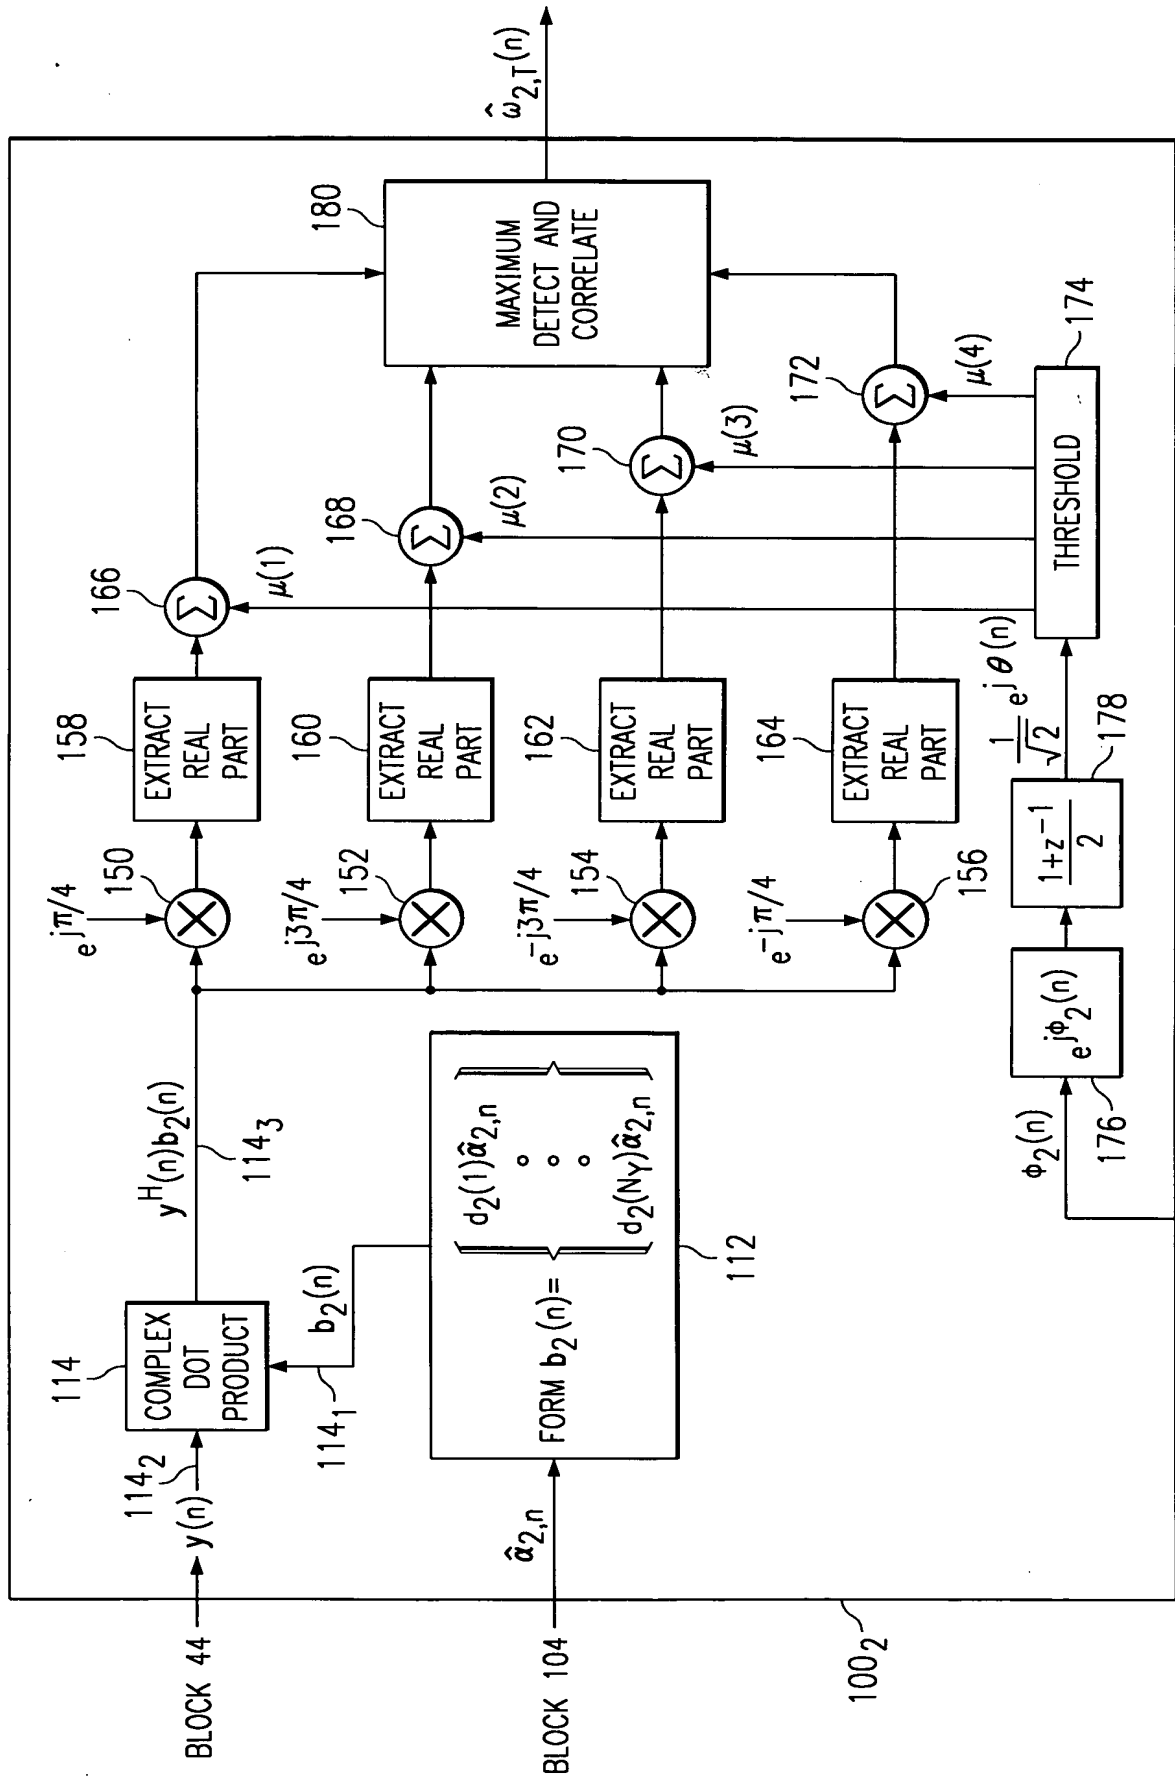 BLOCK 44
y(n)
114₂
114
COMPLEX
DOT
PRODUCT
114₁
b₂(n)
yᴴ(n)b₂(n)
114₃
BLOCK 104
α̂₂,ₙ
FORM b₂(n)=
d₂(1)α̂₂,ₙ
d₂(N_Y)α̂₂,ₙ
112
e^jπ/4
150
e^j3π/4
152
e^-j3π/4
154
e^-jπ/4
156
158
EXTRACT
REAL
PART
160
EXTRACT
REAL
PART
162
EXTRACT
REAL
PART
164
EXTRACT
REAL
PART
166
Σ
μ(1)
168
Σ
μ(2)
170
Σ
μ(3)
172
Σ
μ(4)
180
MAXIMUM
DETECT AND
CORRELATE
ω̂₂,T(n)
ϕ₂(n)
e^jϕ₂(n)
176
1+z⁻¹
2
178
1/√2 e^jθ(n)
THRESHOLD
174
100₂